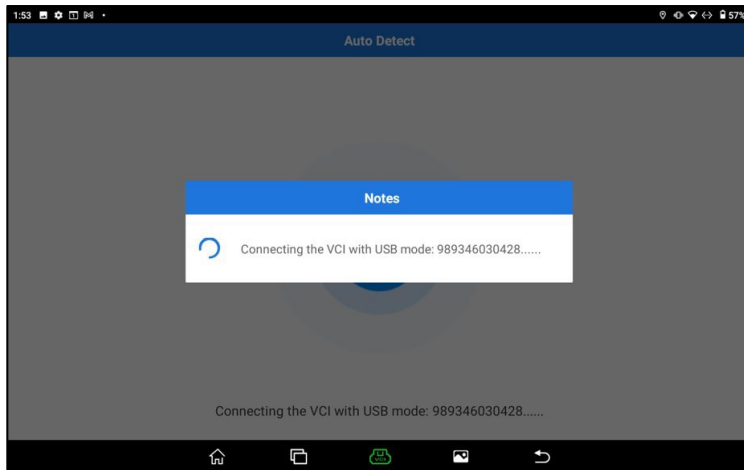 1:53
57%
Auto Detect
Notes
Connecting the VCI with USB mode: 989346030428......
Connecting the VCI with USB mode: 989346030428......
VCI